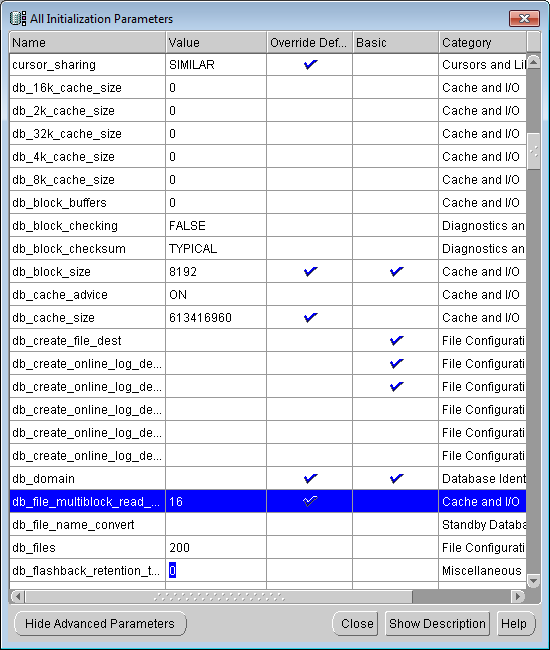 All Initialization Parameters
Name Value Override Def... Basic Category
cursor_sharing SIMILAR Cursors and Lil
db_16k_cache_size 0 Cache and I/O
db_2k_cache_size 0 Cache and I/O
db_32k_cache_size 0 Cache and I/O
db_4k_cache_size 0 Cache and I/O
db_8k_cache_size 0 Cache and I/O
db_block_buffers 0 Cache and I/O
db_block_checking FALSE Diagnostics an
db_block_checksum TYPICAL Diagnostics an
db_block_size 8192 Cache and I/O
db_cache_advice ON Cache and I/O
db_cache_size 613416960 Cache and I/O
db_create_file_dest File Configurati
db_create_online_log_de... File Configurati
db_create_online_log_de... File Configurati
db_create_online_log_de... File Configurati
db_create_online_log_de... File Configurati
db_create_online_log_de... File Configurati
db_domain Database Ident
db_file_multiblock_read_... 16 Cache and I/O
db_file_name_convert Standby Databa
db_files 200 File Configurati
db_flashback_retention_t... 0 Miscellaneous
Hide Advanced Parameters Close Show Description Help